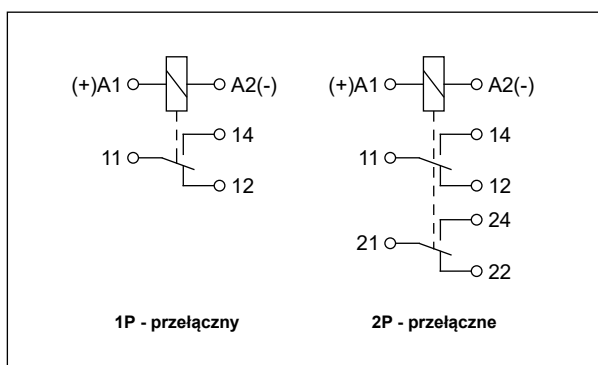 (+)A1 A2(-)
14
11
12
1P - przełączny
(+)A1 A2(-)
14
11
12
24
21
22
2P - przełączne